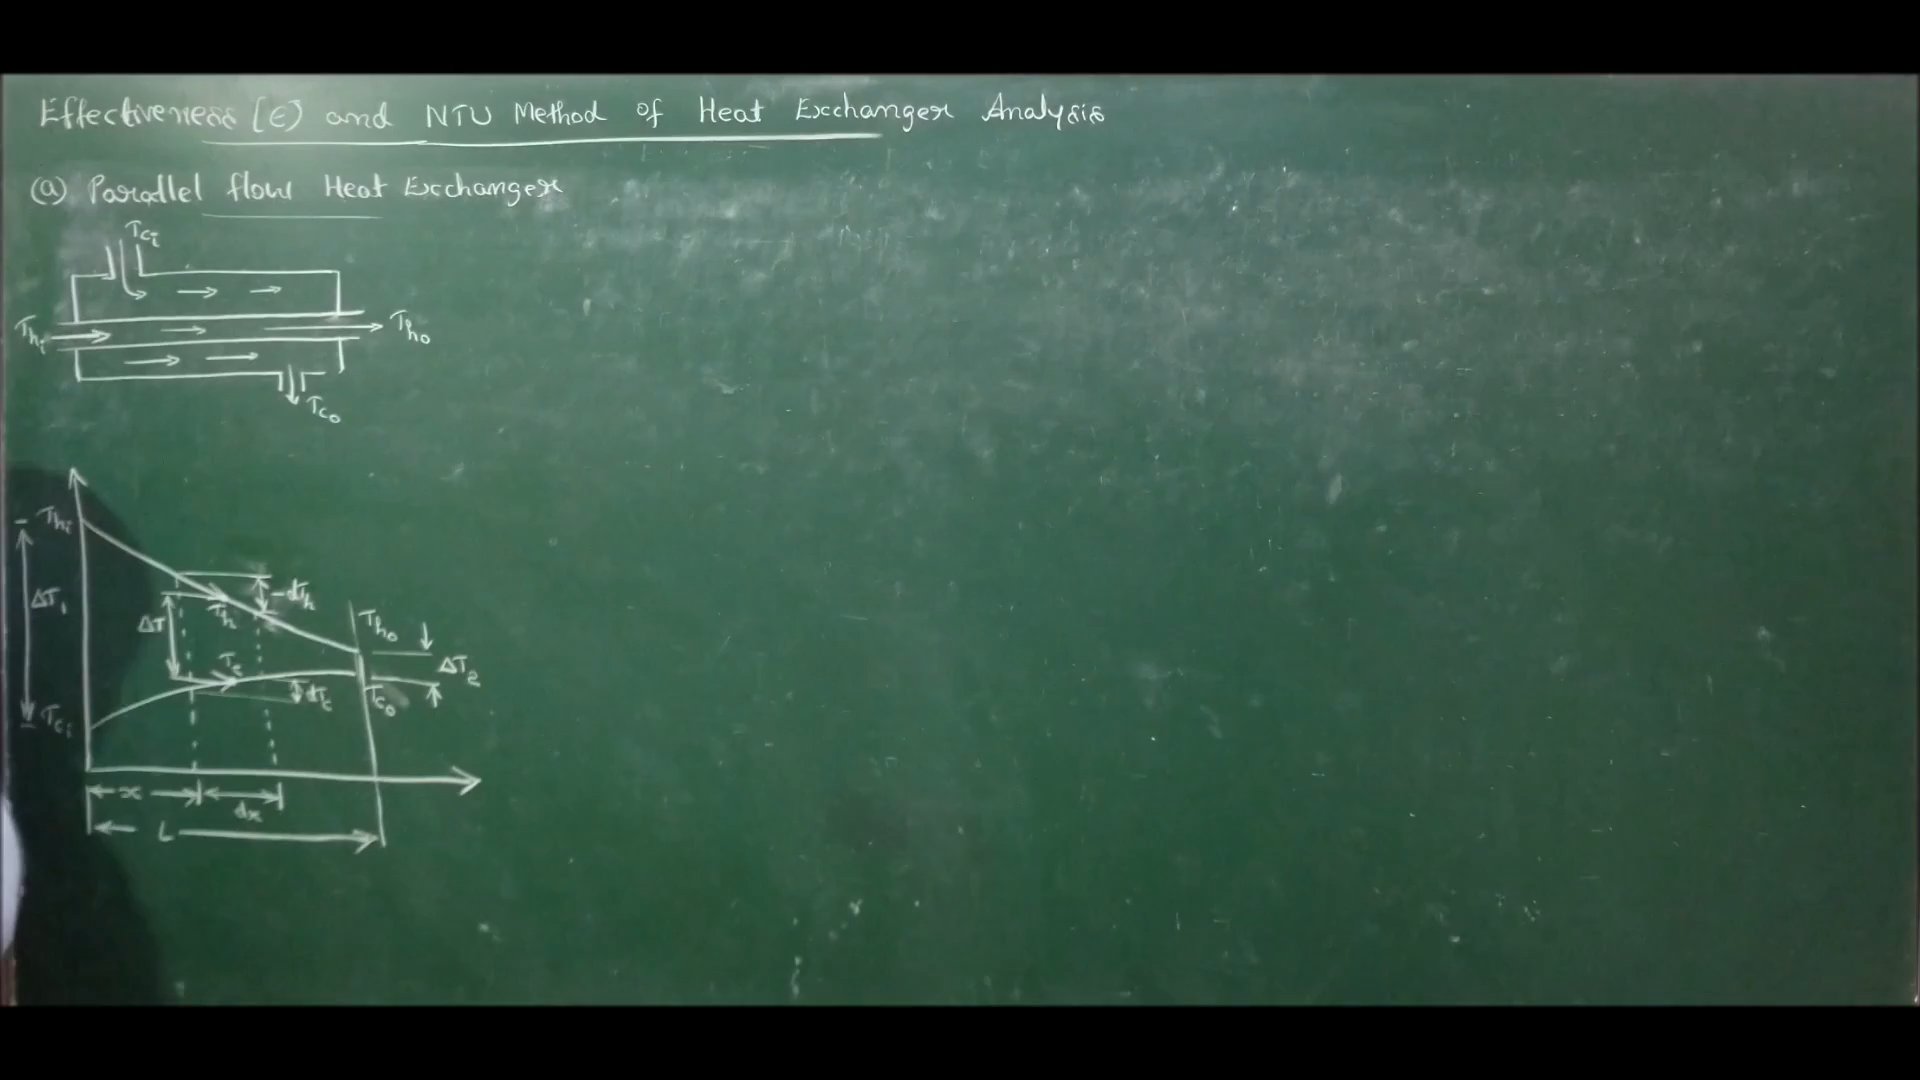 Effectiveness [ε] and NTU Method of Heat Exchanger Analysis
(a) Parallel flow Heat Exchanger
Tci
Thi
Tho
Tco
Thi
-dTh
ΔT1
ΔT
Th
Tho
Tc
ΔT2
dTc
Tco
Tci
x
dx
L